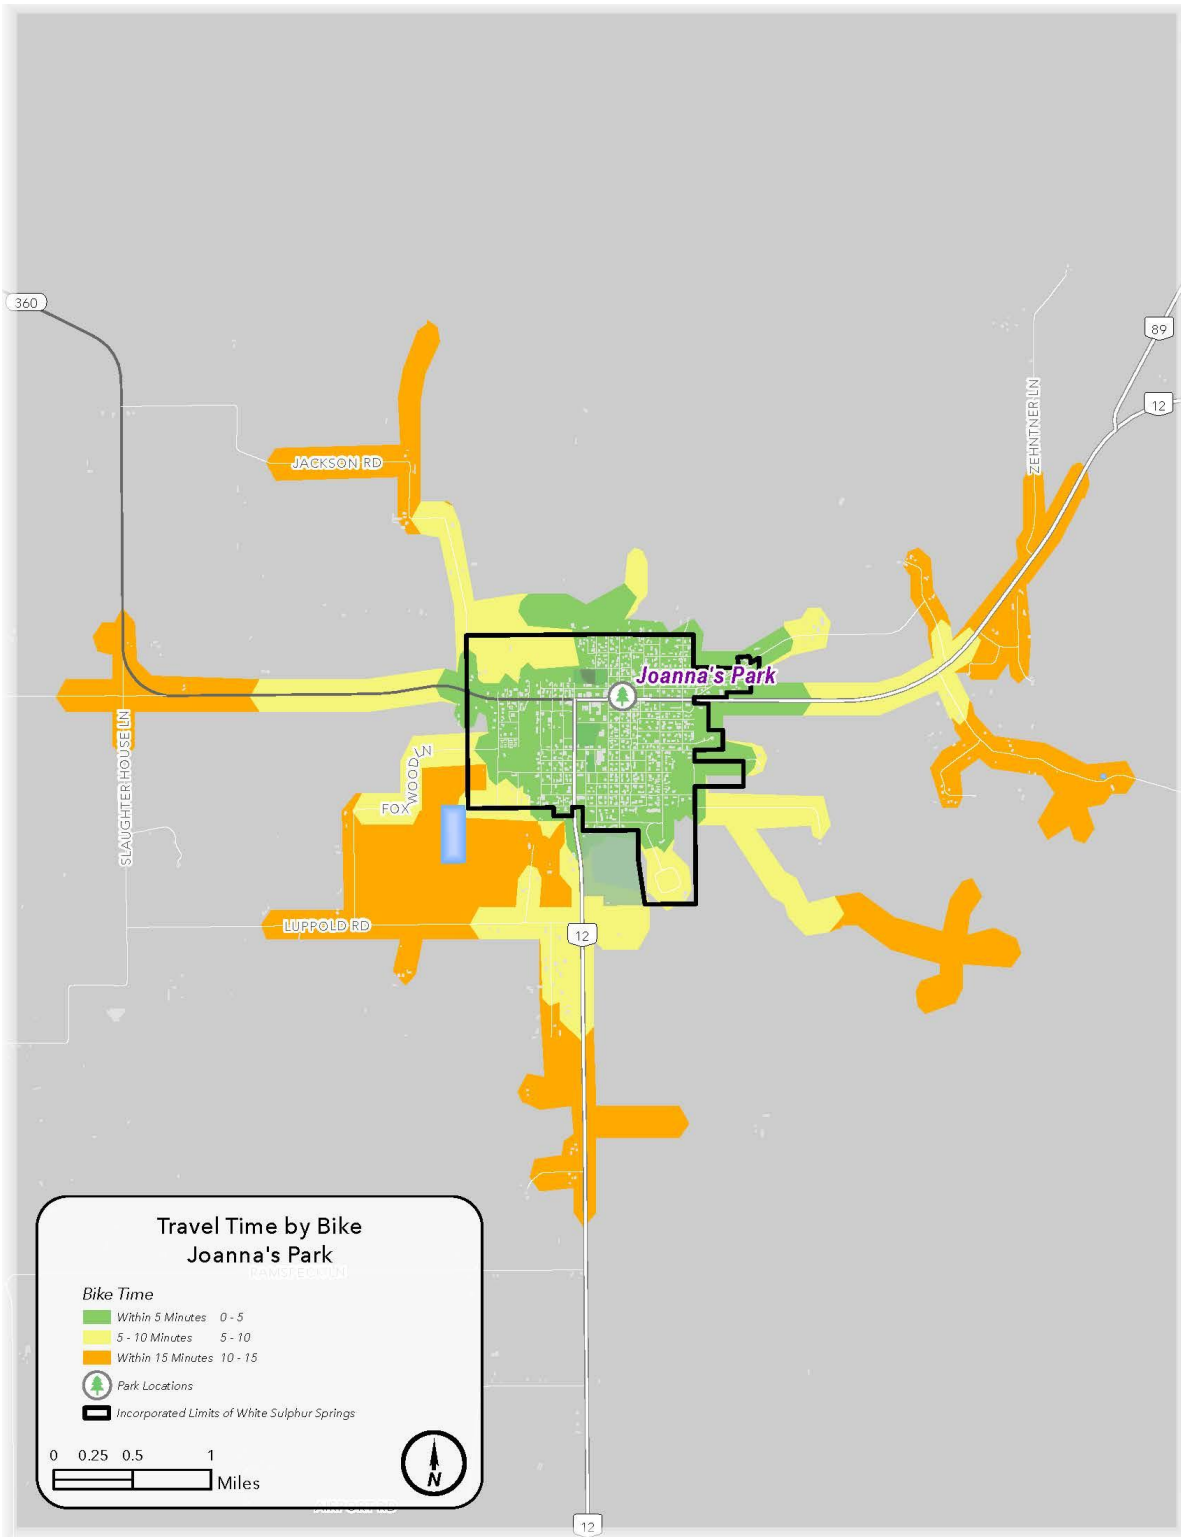 360
89
12
ZEHNTNER LN
JACKSON RD
Joanna's Park
SLAUGHTER HOUSE LN
FOX WOOD LN
LUPPOLD RD
12
Travel Time by Bike
Joanna's Park
Bike Time
Within 5 Minutes 0 - 5
5 - 10 Minutes 5 - 10
Within 15 Minutes 10 - 15
Park Locations
Incorporated Limits of White Sulphur Springs
0 0.25 0.5 1
Miles
N
12